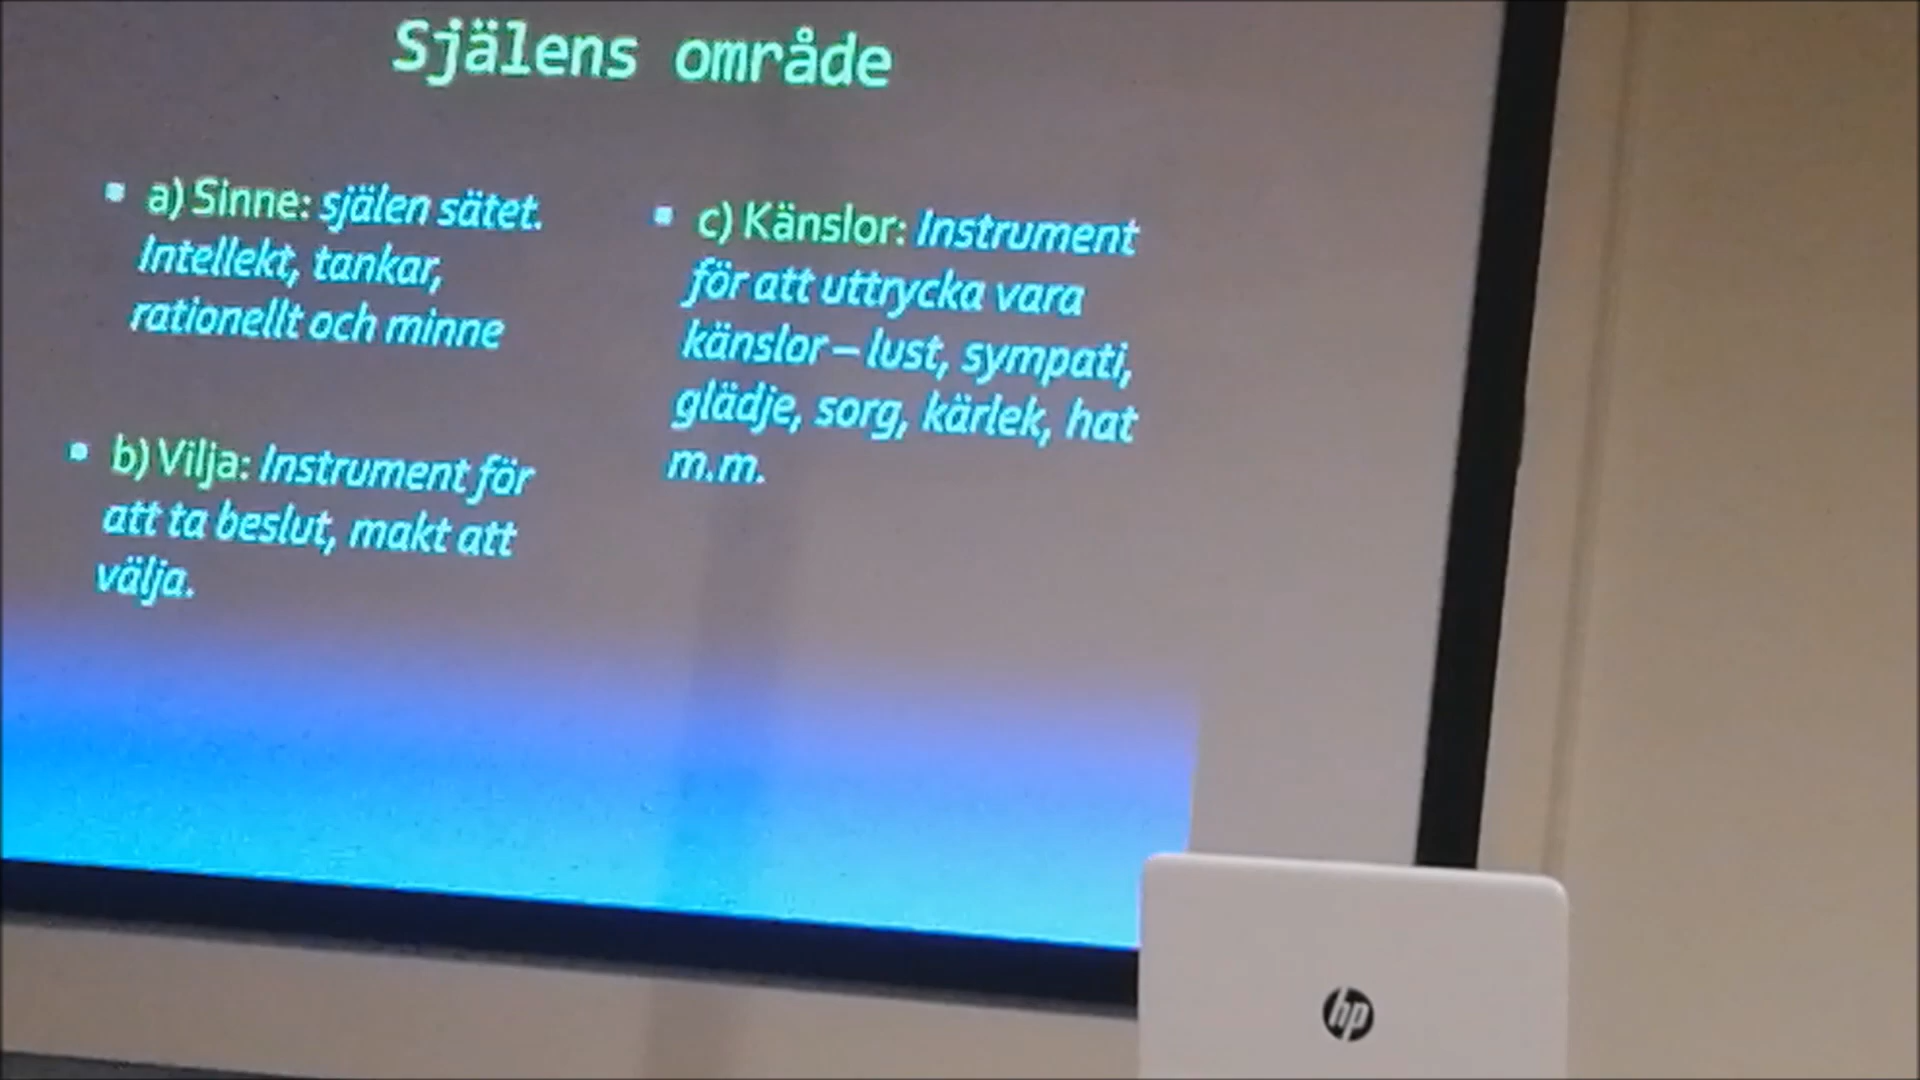 Själens område
a) Sinne: själen sätet.
Intellekt, tankar,
rationellt och minne
b) Vilja: Instrument för
att ta beslut, makt att
välja.
c) Känslor: Instrument
för att uttrycka vara
känslor – lust, sympati,
glädje, sorg, kärlek, hat
m.m.
hp